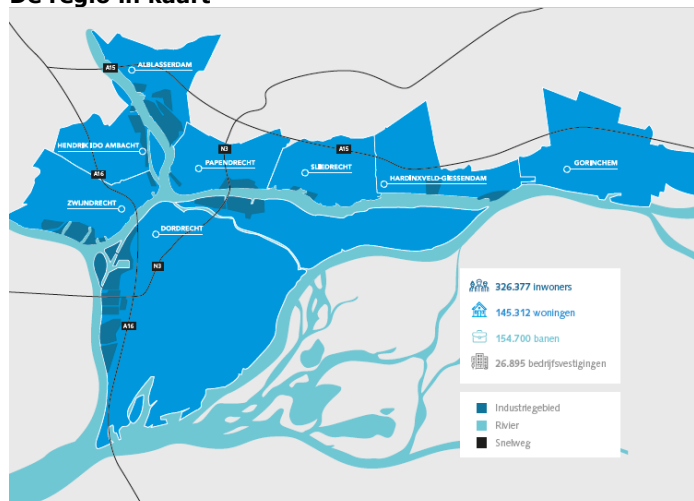 De regio in kaart
A15
ALBLASSERDAM
HENDRIK IDO AMBACHT
N3
PAPENDRECHT
A15
SLIEDRECHT
GORINCHEM
A16
HARDINXVELD-GIESSENDAM
ZWIJNDRECHT
DORDRECHT
N3
A16
326.377 inwoners
145.312 woningen
154.700 banen
26.895 bedrijfsvestigingen
Industriegebied
Rivier
Snelweg